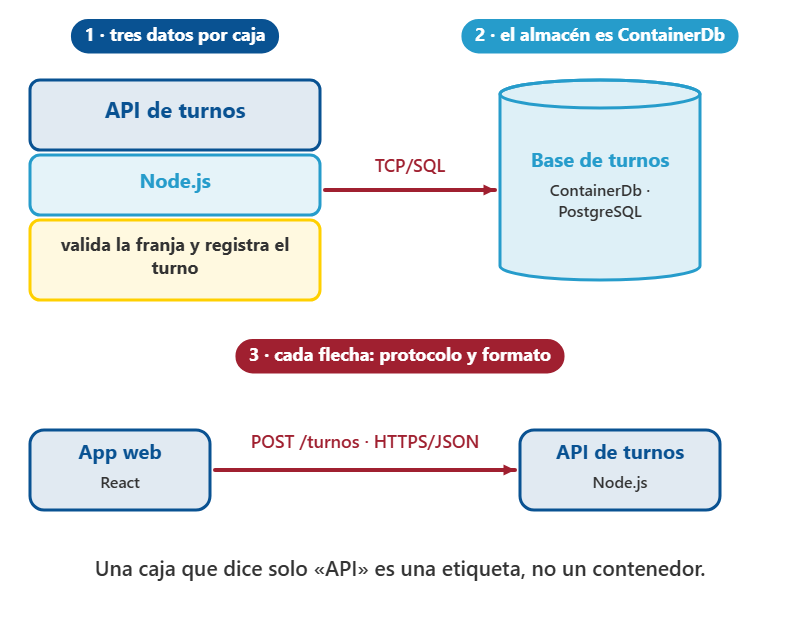 1 · tres datos por caja
2 · el almacén es ContainerDb
API de turnos
Node.js
valida la franja y registra el
turno
TCP/SQL
Base de turnos
ContainerDb ·
PostgreSQL
3 · cada flecha: protocolo y formato
App web
React
POST /turnos · HTTPS/JSON
API de turnos
Node.js
Una caja que dice solo «API» es una etiqueta, no un contenedor.